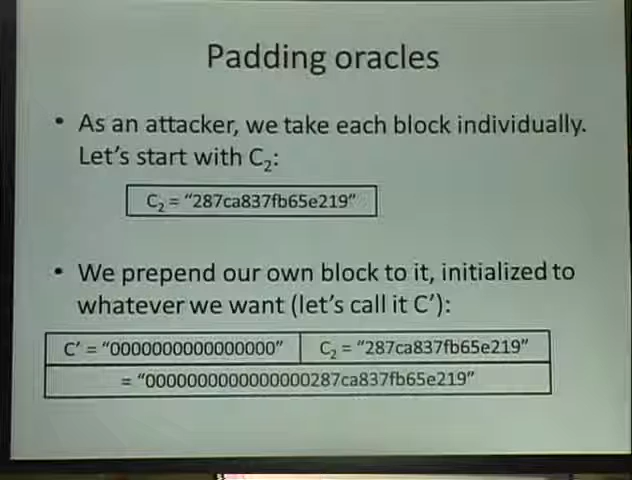 Padding oracles
• As an attacker, we take each block individually.
Let's start with C₂:
C₂ = "287ca837fb65e219"
• We prepend our own block to it, initialized to
whatever we want (let's call it C'):
C' = "0000000000000000" C₂ = "287ca837fb65e219"
= "0000000000000000287ca837fb65e219"